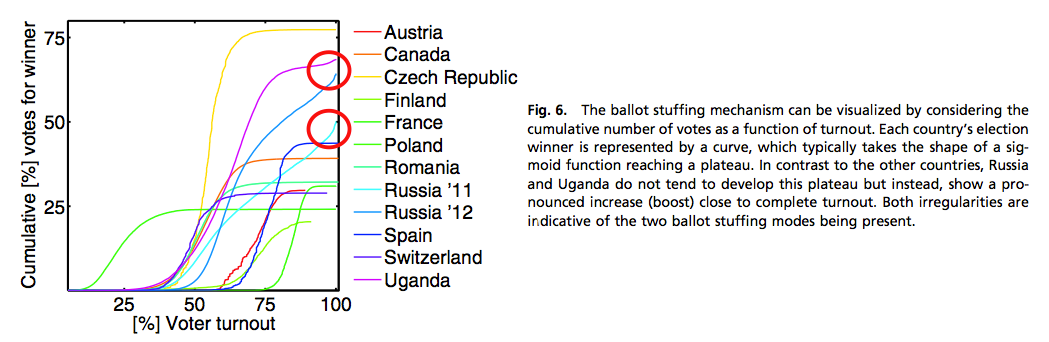 Cumulative [%] votes for winner
75
50
25
25 50 75 100
[%] Voter turnout
Austria
Canada
Czech Republic
Finland
France
Poland
Romania
Russia '11
Russia '12
Spain
Switzerland
Uganda
Fig. 6. The ballot stuffing mechanism can be visualized by considering the
cumulative number of votes as a function of turnout. Each country's election
winner is represented by a curve, which typically takes the shape of a sig-
moid function reaching a plateau. In contrast to the other countries, Russia
and Uganda do not tend to develop this plateau but instead, show a pro-
nounced increase (boost) close to complete turnout. Both irregularities are
indicative of the two ballot stuffing modes being present.